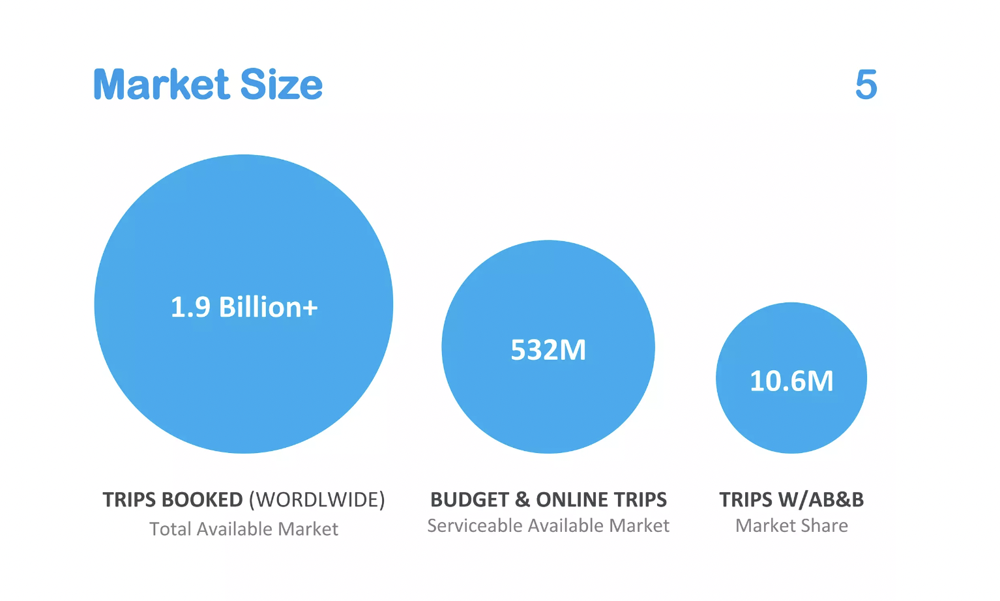 Market Size
5
1.9 Billion+
532M
10.6M
TRIPS BOOKED (WORDLWIDE)
Total Available Market
BUDGET & ONLINE TRIPS
Serviceable Available Market
TRIPS W/AB&B
Market Share